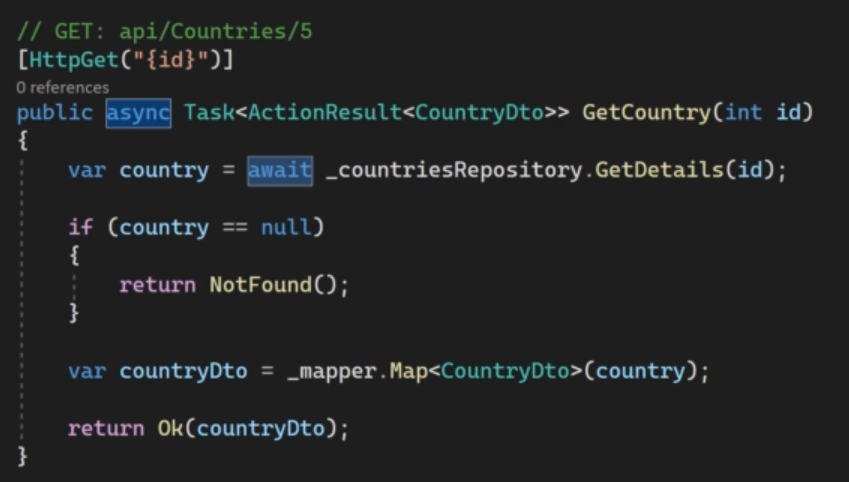 // GET: api/Countries/5
[HttpGet("{id}")]
0 references
public async Task<ActionResult<CountryDto>> GetCountry(int id)
{
var country = await _countriesRepository.GetDetails(id);
if (country == null)
{
return NotFound();
}
var countryDto = _mapper.Map<CountryDto>(country);
return Ok(countryDto);
}